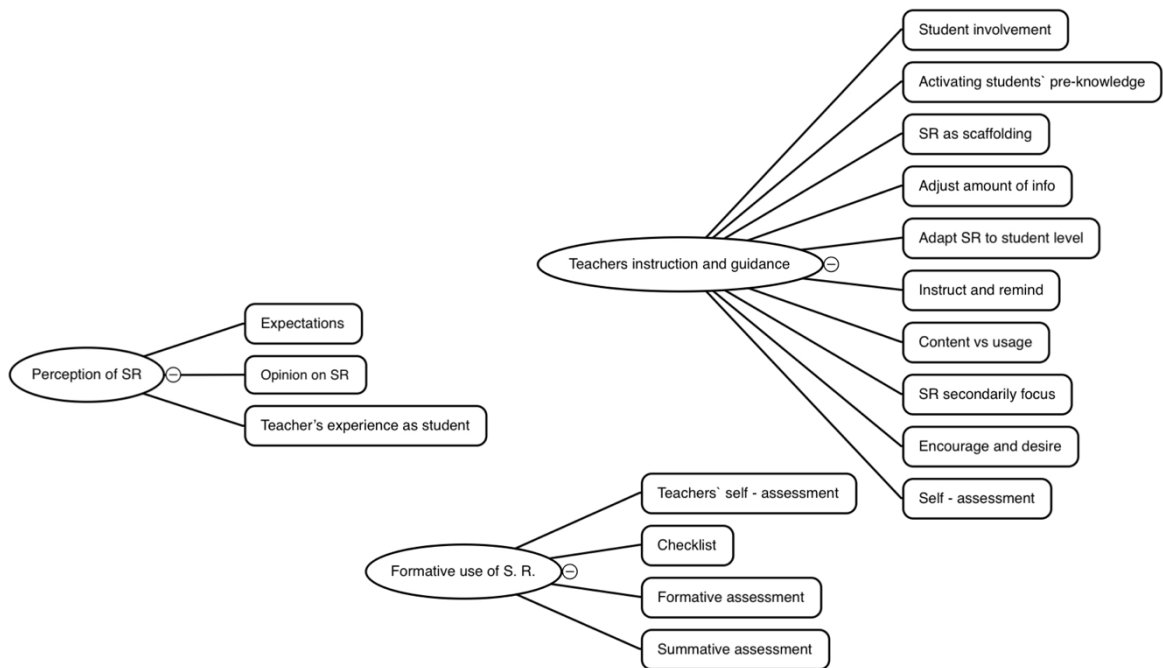 Student involvement
Activating students` pre-knowledge
SR as scaffolding
Adjust amount of info
Adapt SR to student level
Teachers instruction and guidance
Instruct and remind
Content vs usage
SR secondarily focus
Encourage and desire
Self - assessment
Expectations
Perception of SR
Opinion on SR
Teacher’s experience as student
Teachers` self - assessment
Checklist
Formative use of S. R.
Formative assessment
Summative assessment